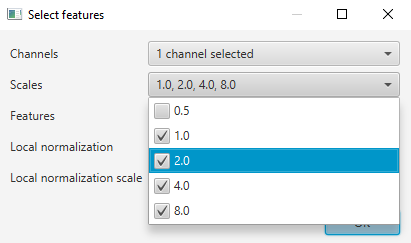 Select features
Channels 1 channel selected
Scales 1.0, 2.0, 4.0, 8.0
0.5
Features
1.0
Local normalization
2.0
Local normalization scale
4.0
8.0